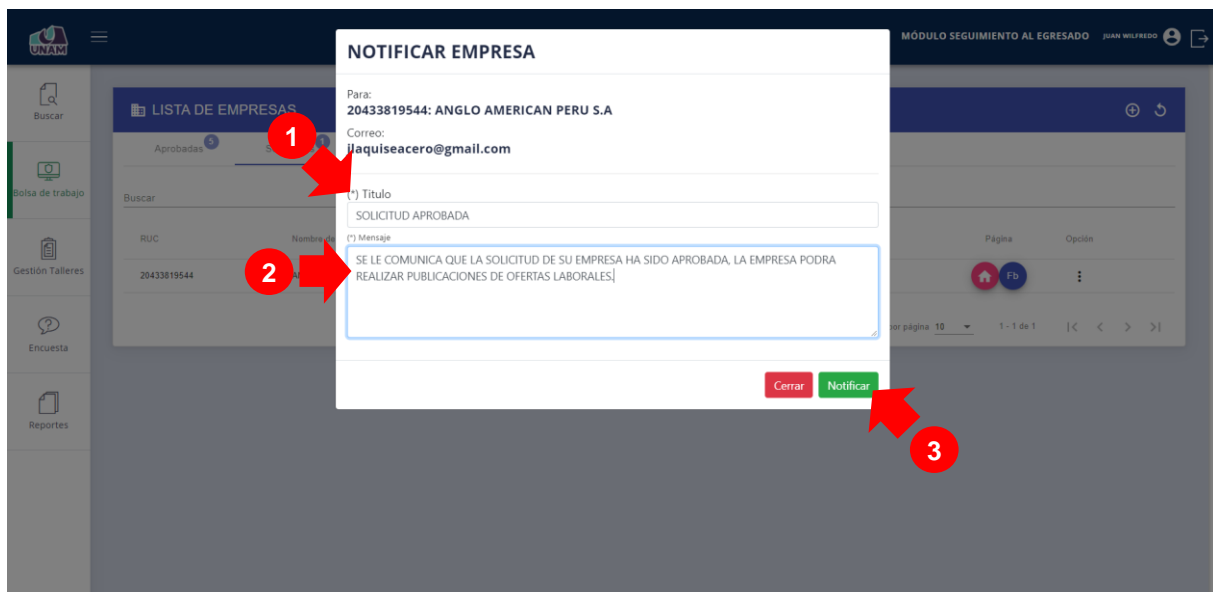 UNAM
MÓDULO SEGUIMIENTO AL EGRESADO JUAN WILFREDO
Buscar
Bolsa de trabajo
Gestión Talleres
Encuesta
Reportes
LISTA DE EMPRESAS
Aprobadas 5
1
Buscar
RUC Nombre de Página Opción
20433819544 Fb
por página 10 1 - 1 de 1
NOTIFICAR EMPRESA
Para:
20433819544: ANGLO AMERICAN PERU S.A
Correo:
jlaquiseacero@gmail.com
(*) Titulo
SOLICITUD APROBADA
(*) Mensaje
SE LE COMUNICA QUE LA SOLICITUD DE SU EMPRESA HA SIDO APROBADA, LA EMPRESA PODRA
REALIZAR PUBLICACIONES DE OFERTAS LABORALES.
Cerrar Notificar
1
2
3